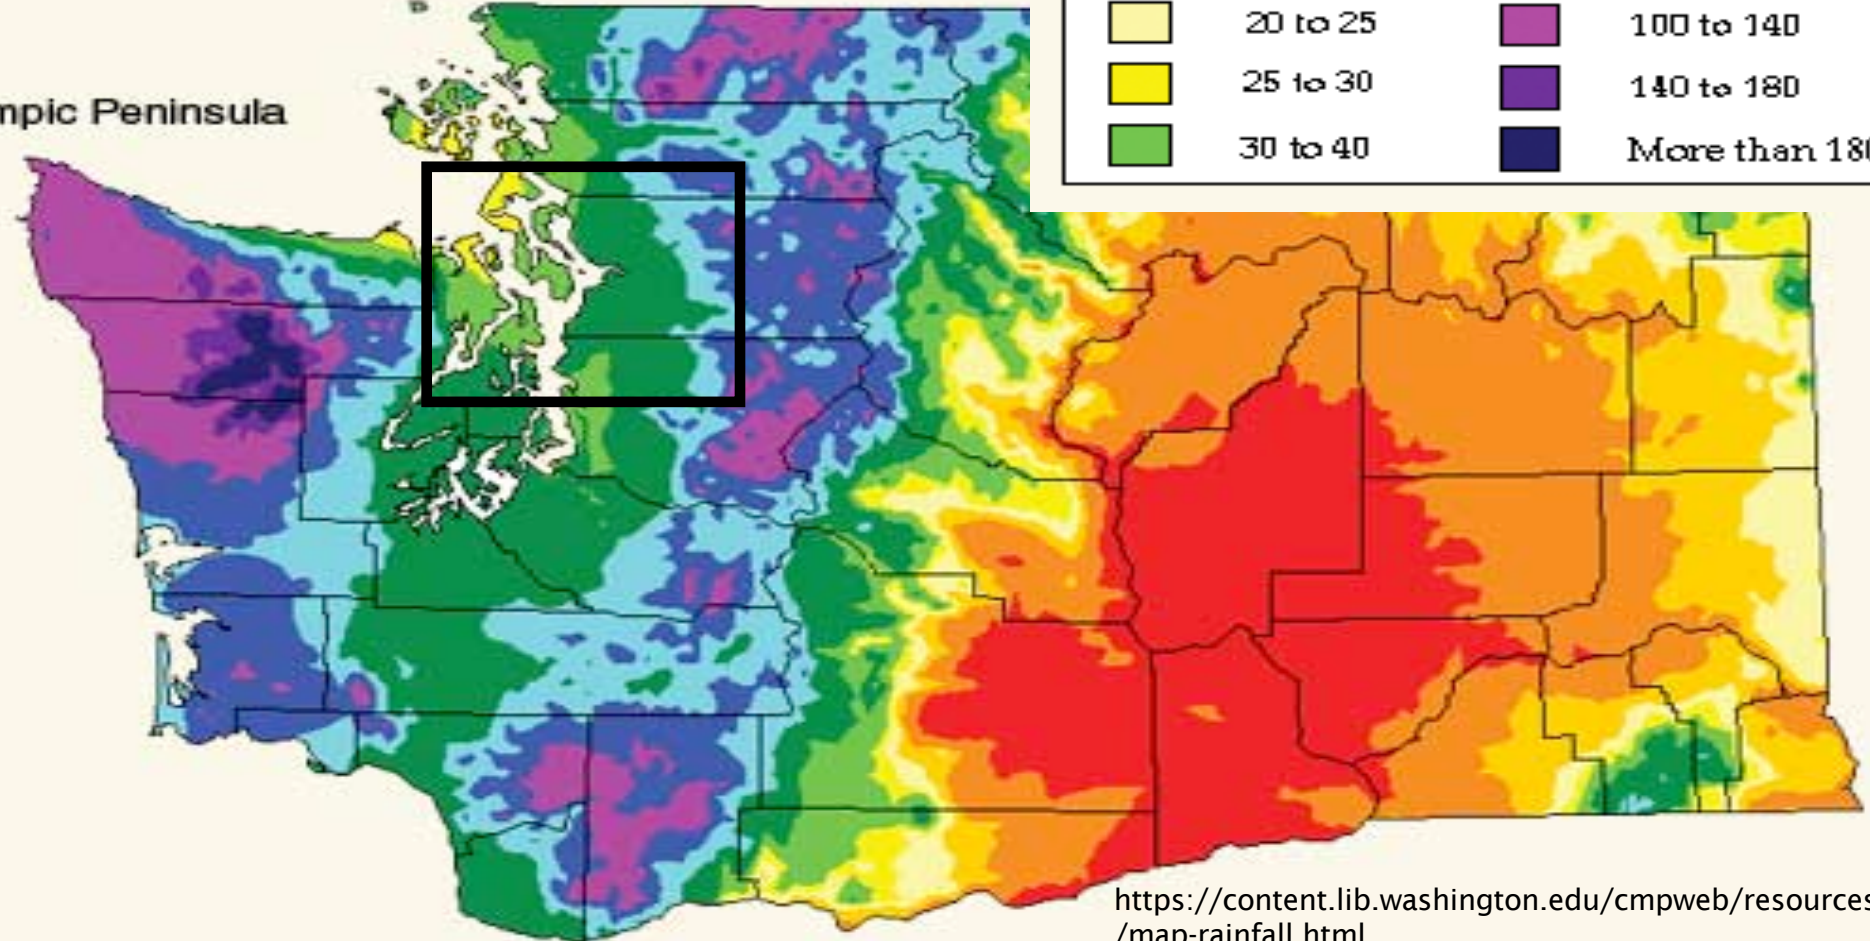 20 to 25
100 to 140
25 to 30
140 to 180
30 to 40
More than 180
mpic Peninsula
https://content.lib.washington.edu/cmpweb/resources
/map-rainfall.html